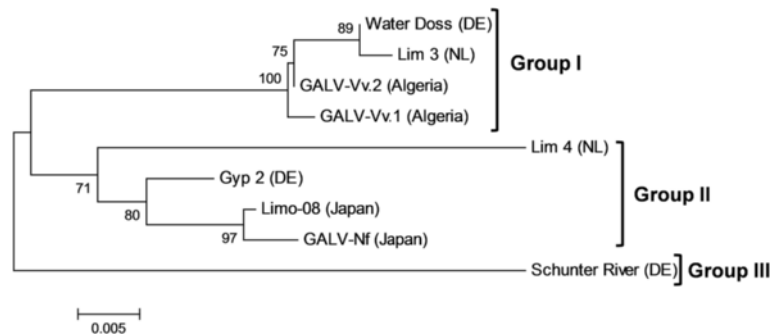 Water Doss (DE)
89
Lim 3 (NL)
75
Group I
100
GALV-Vv.2 (Algeria)
GALV-Vv.1 (Algeria)
Lim 4 (NL)
71
Gyp 2 (DE)
Group II
80
Limo-08 (Japan)
97
GALV-Nf (Japan)
Schunter River (DE)
Group III
0.005